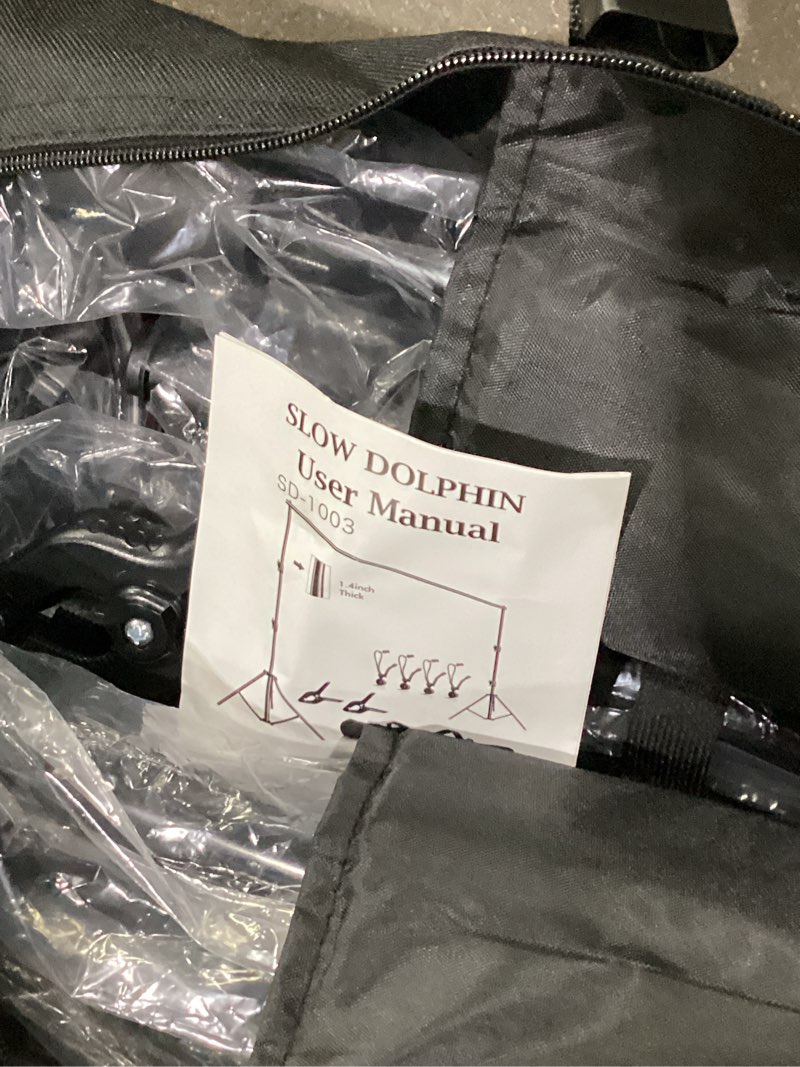 SLOW DOLPHIN
User Manual
SD-1003
1.4inch
Thick